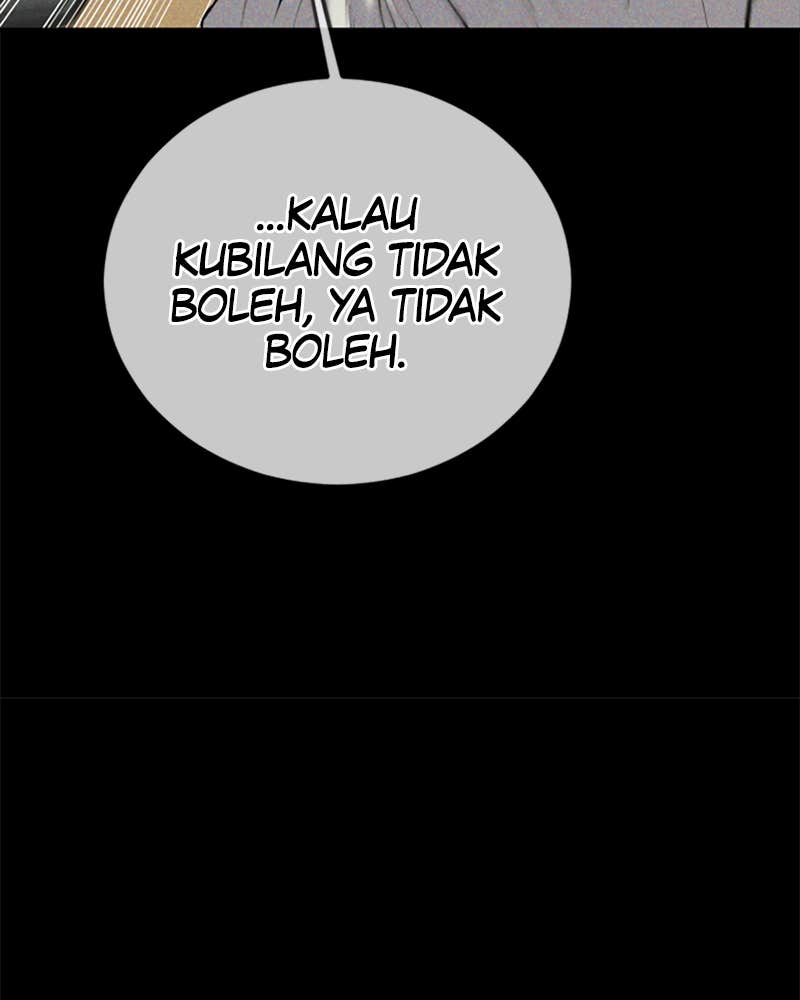 ...KALAU
KUBILANG TIDAK
BOLEH, YA TIDAK
BOLEH.